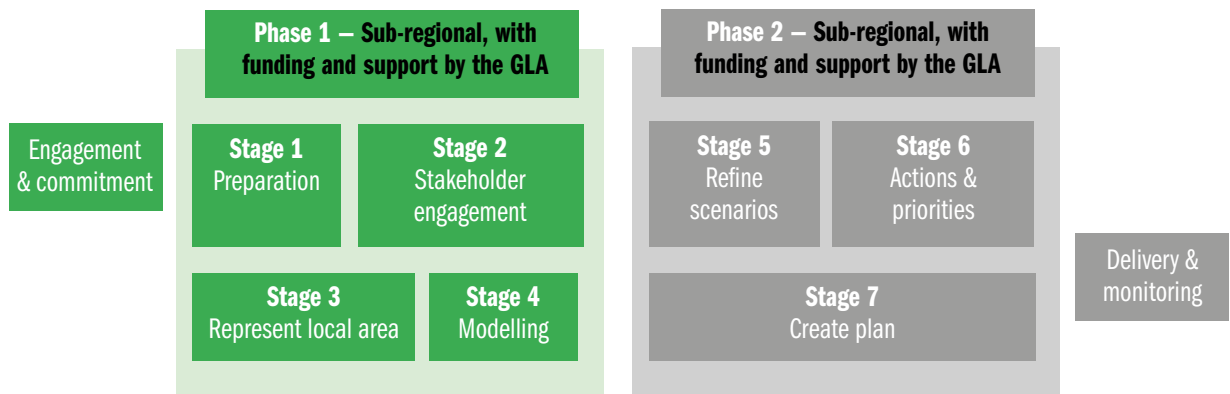 Phase 1 – Sub-regional, with
funding and support by the GLA
Engagement
& commitment
Stage 1
Preparation
Stage 2
Stakeholder
engagement
Stage 3
Represent local area
Stage 4
Modelling
Phase 2 – Sub-regional, with
funding and support by the GLA
Stage 5
Refine
scenarios
Stage 6
Actions &
priorities
Stage 7
Create plan
Delivery &
monitoring